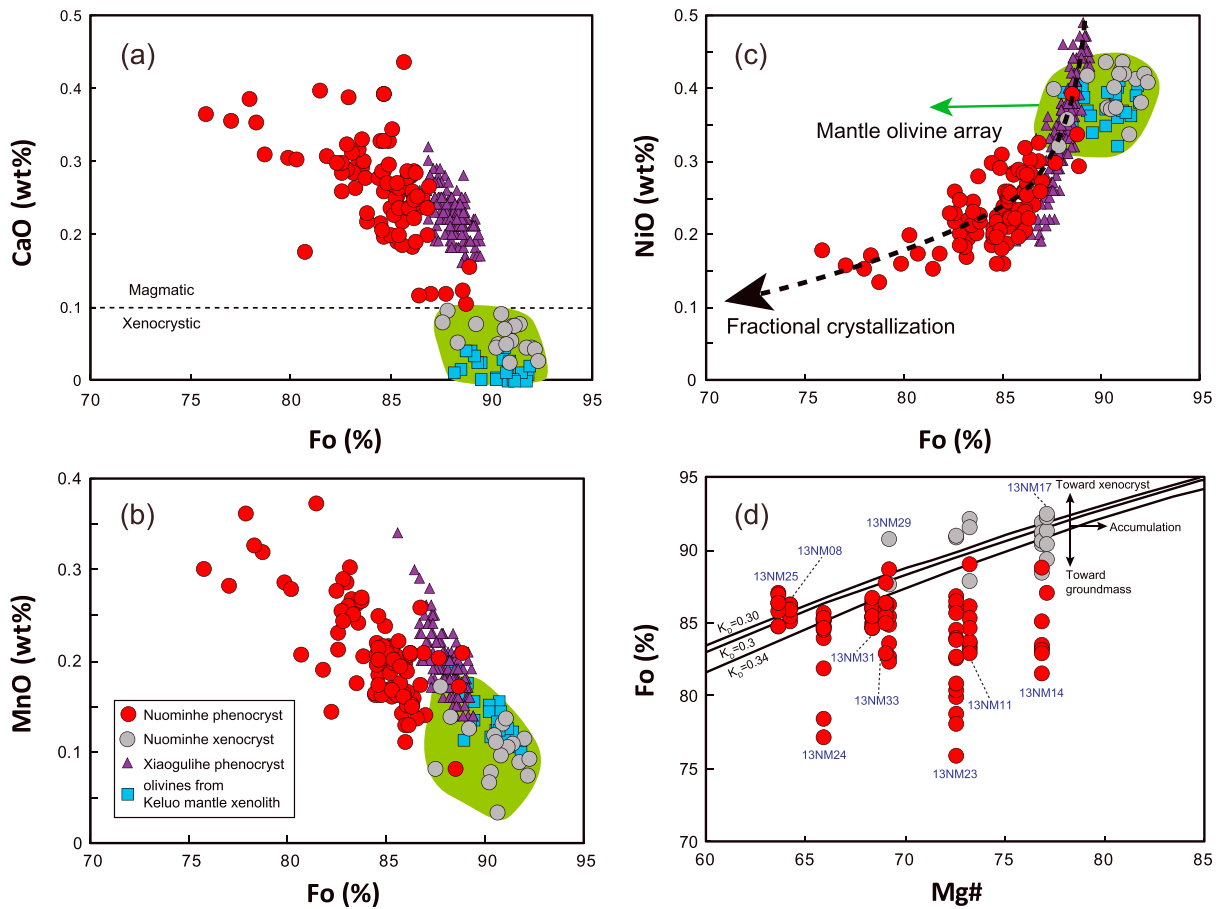 (a)
0.5
0.4
0.3
0.2
0.1
0
CaO (wt%)
Magmatic
Xenocrystic
70
75
80
85
90
95
Fo (%)
(c)
0.5
0.4
0.3
0.2
0.1
0
NiO (wt%)
Mantle olivine array
Fractional crystallization
70
75
80
85
90
95
Fo (%)
(b)
0.4
0.3
0.2
0.1
0
MnO (wt%)
Nuominhe phenocryst
Nuominhe xenocryst
Xiaogulihe phenocryst
olivines from
Keluo mantle xenolith
70
75
80
85
90
95
Fo (%)
(d)
95
90
85
80
75
70
Fo (%)
13NM17
Toward xenocryst
Accumulation
Toward
groundmass
13NM29
13NM08
13NM25
K_D=0.30
K_D=0.3
K_D=0.34
13NM31
13NM33
13NM11
13NM14
13NM24
13NM23
60
65
70
75
80
85
Mg#